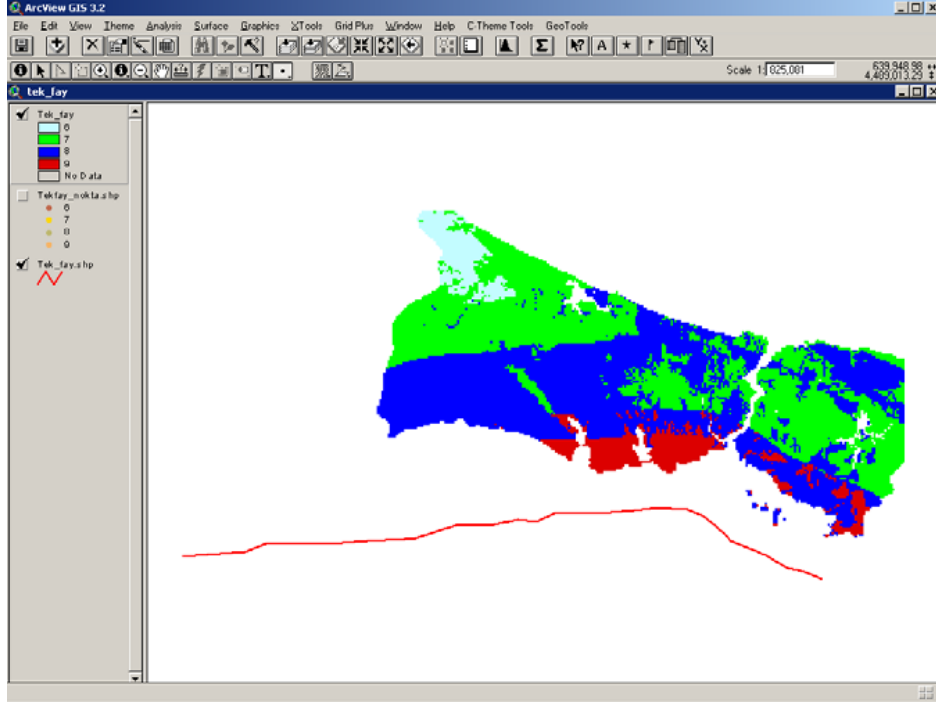 ArcView GIS 3.2
File Edit View Theme Analysis Surface Graphics XTools Grid Plus Window Help C-Theme Tools GeoTools
Scale 1: 825,081
639,948.98
4,489,013.29
tek_fay
Tek_fay
6
7
8
9
No Data
Tekfay_nokta.shp
6
7
8
9
Tek_fay.shp